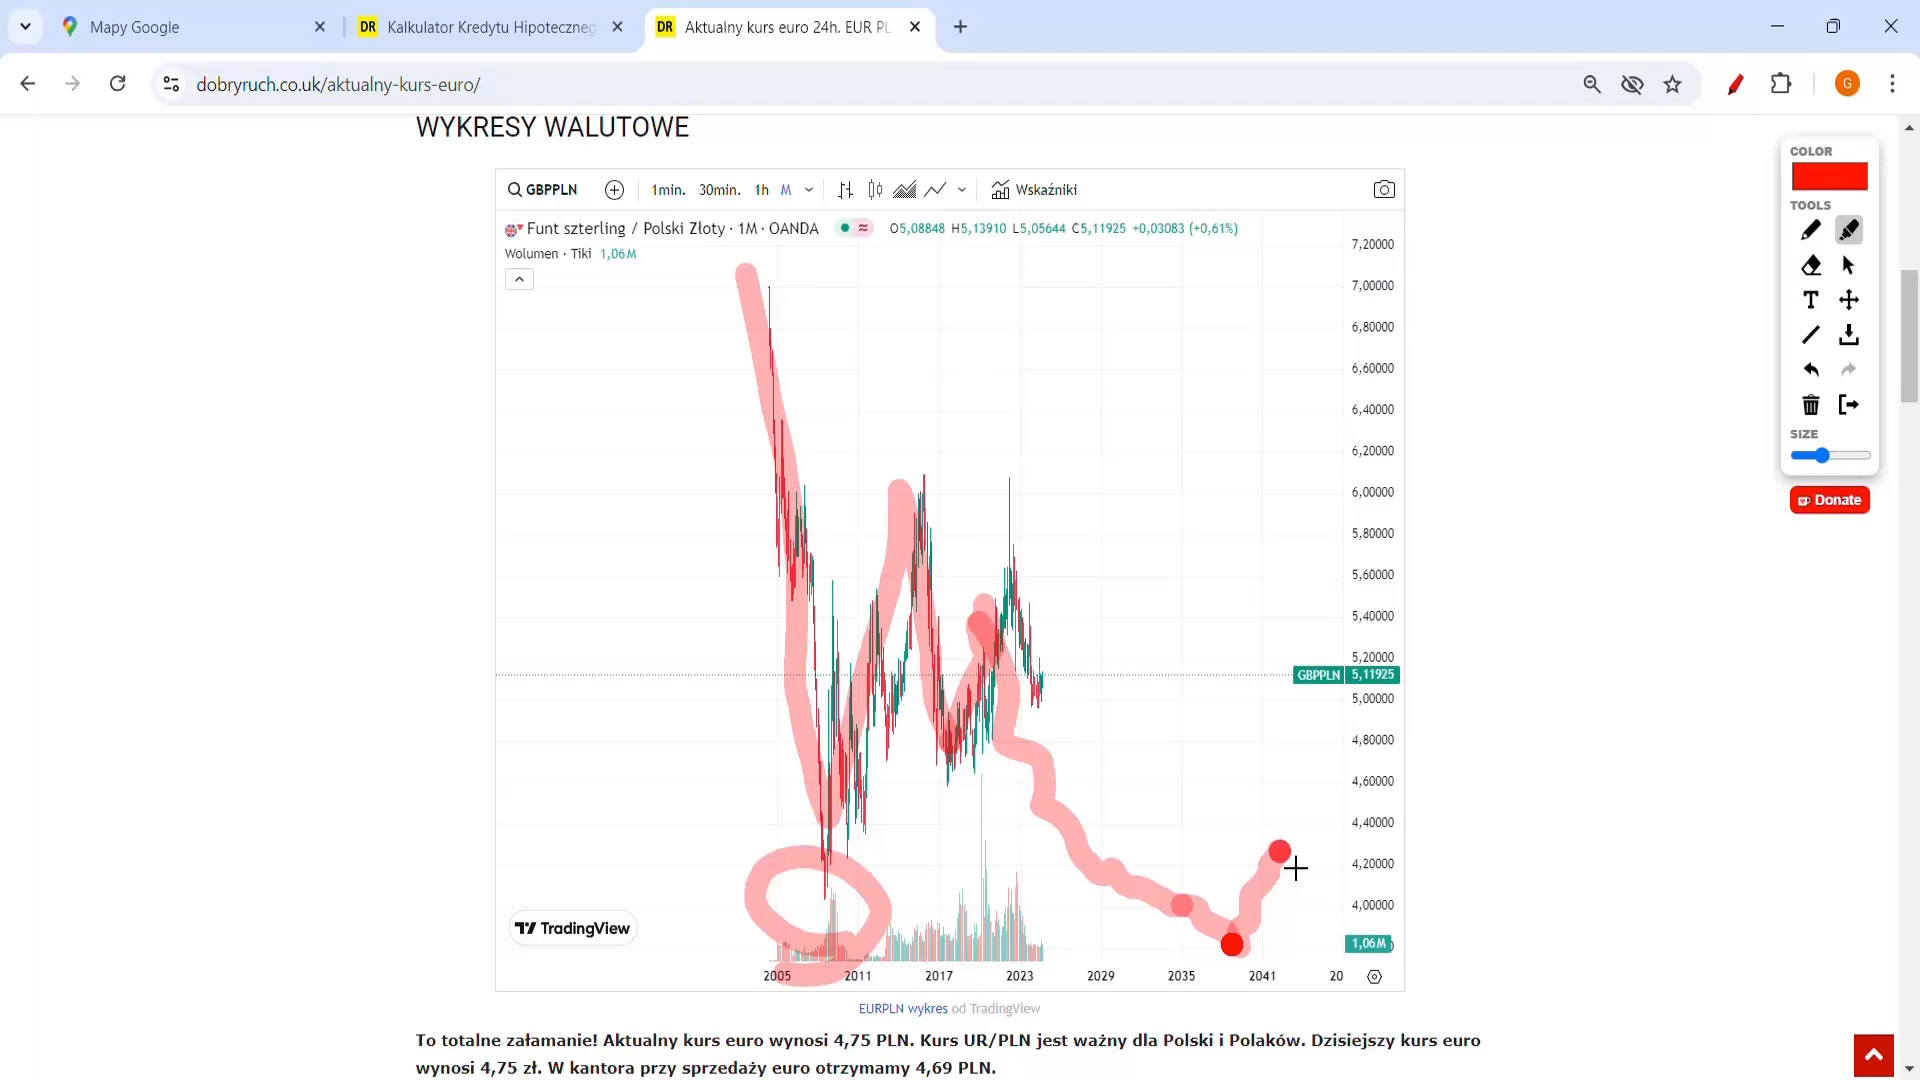 Mapy Google
DR Kalkulator Kredytu Hipoteczneg
DR Aktualny kurs euro 24h. EUR PL
dobryruch.co.uk/aktualny-kurs-euro/
G
WYKRESY WALUTOWE
GBPPLN 1min. 30min. 1h M Wskaźniki
Funt szterling / Polski Złoty · 1M · OANDA O5,08848 H5,13910 L5,05644 C5,11925 +0,03083 (+0,61%)
Wolumen · Tiki 1,06M
7,20000
7,00000
6,80000
6,60000
6,40000
6,20000
6,00000
5,80000
5,60000
5,40000
5,20000
GBPPLN 5,11925
5,00000
4,80000
4,60000
4,40000
4,20000
4,00000
TradingView
1,06M
2005 2011 2017 2023 2029 2035 2041 20
EURPLN wykres od TradingView
To totalne załamanie! Aktualny kurs euro wynosi 4,75 PLN. Kurs UR/PLN jest ważny dla Polski i Polaków. Dzisiejszy kurs euro
wynosi 4,75 zł. W kantora przy sprzedaży euro otrzymamy 4,69 PLN.
COLOR
TOOLS
SIZE
Donate